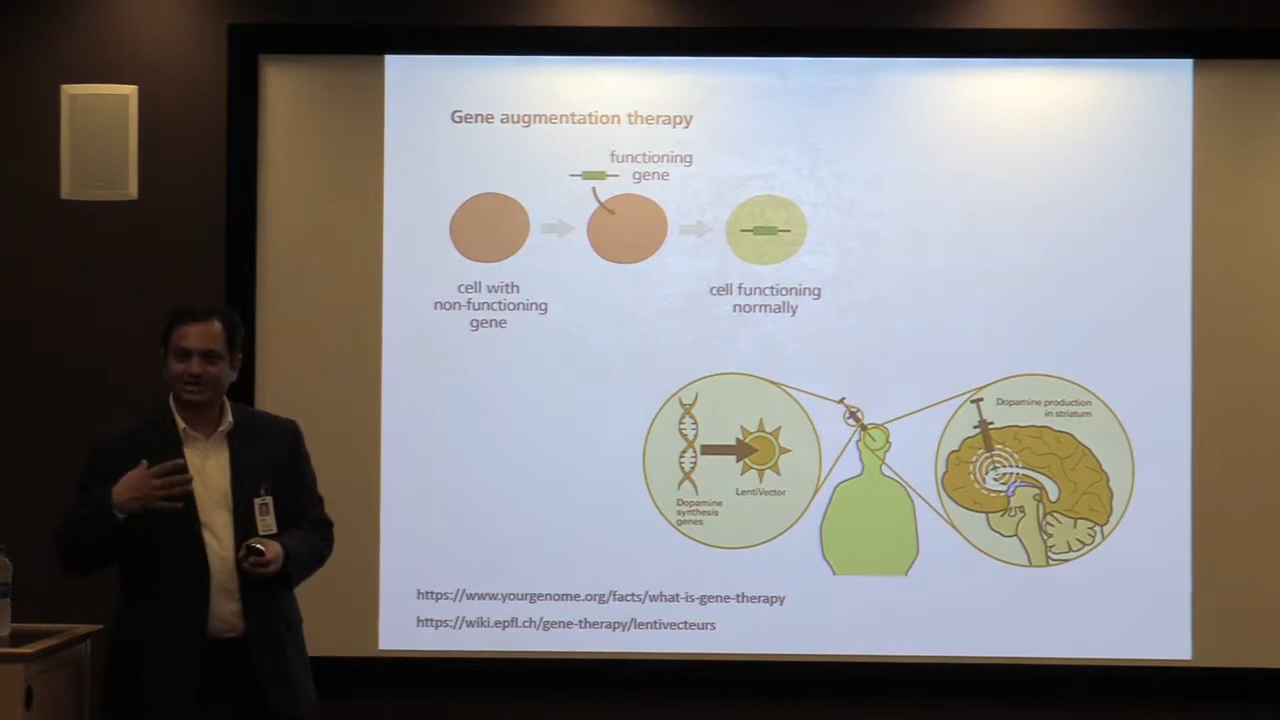 Gene augmentation therapy
functioning
gene
cell with
non-functioning
gene
cell functioning
normally
Dopamine
synthesis
genes
LentiVector
Dopamine production
in striatum
https://www.yourgenome.org/facts/what-is-gene-therapy
https://wiki.epfl.ch/gene-therapy/lentivecteurs